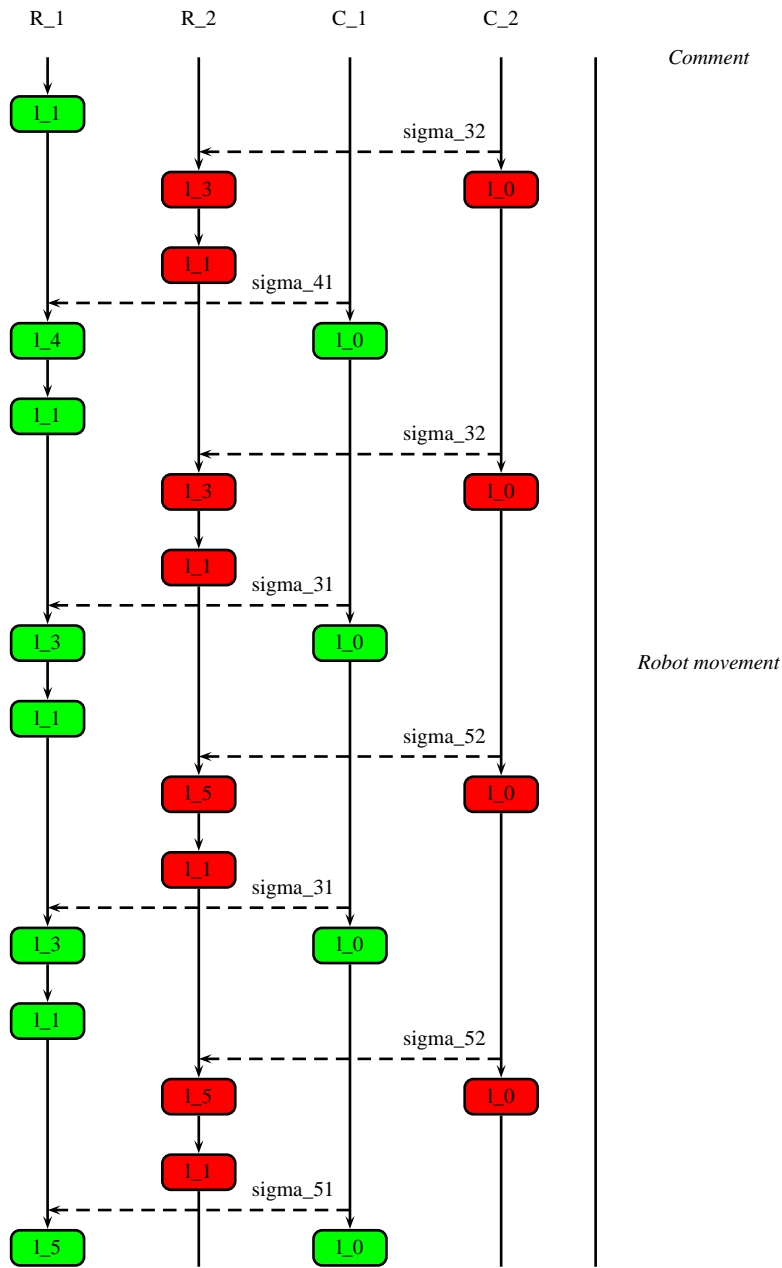 R_1 R_2 C_1 C_2
Comment
l_1
sigma_32
l_3 l_0
l_1
sigma_41
l_4 l_0
l_1
sigma_32
l_3 l_0
l_1
sigma_31
l_3 l_0
Robot movement
l_1
sigma_52
l_5 l_0
l_1
sigma_31
l_3 l_0
l_1
sigma_52
l_5 l_0
l_1
sigma_51
l_5 l_0